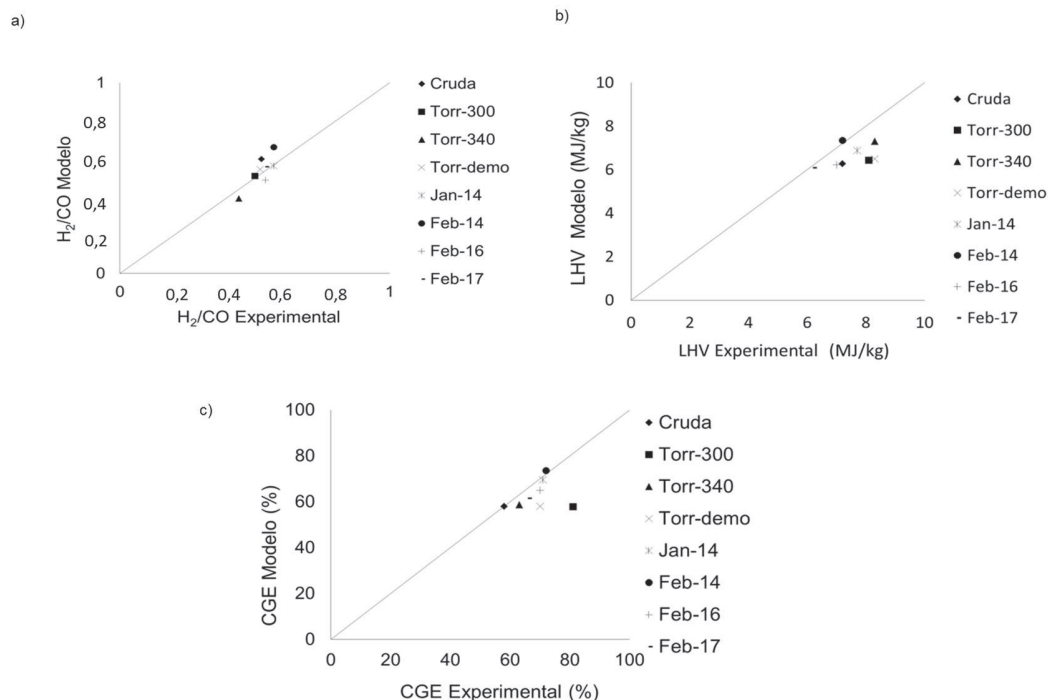 a)
1
0,8
0,6
0,4
0,2
0
H₂/CO Modelo
0
0,2
0,4
0,6
0,8
1
H₂/CO Experimental
Cruda
Torr-300
Torr-340
Torr-demo
Jan-14
Feb-14
Feb-16
Feb-17
b)
10
8
6
4
2
0
LHV Modelo (MJ/kg)
0
2
4
6
8
10
LHV Experimental (MJ/kg)
Cruda
Torr-300
Torr-340
Torr-demo
Jan-14
Feb-14
Feb-16
Feb-17
c)
100
80
60
40
20
0
CGE Modelo (%)
0
20
40
60
80
100
CGE Experimental (%)
Cruda
Torr-300
Torr-340
Torr-demo
Jan-14
Feb-14
Feb-16
Feb-17